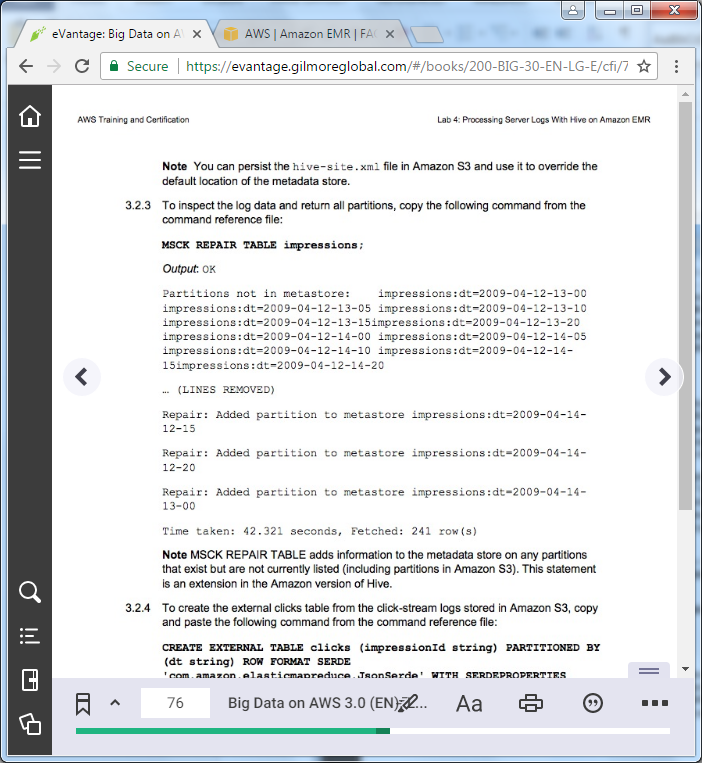 eVantage: Big Data on A
AWS | Amazon EMR | FA
Secure
https://evantage.gilmoreglobal.com/#/books/200-BIG-30-EN-LG-E/cfi/7
AWS Training and Certification
Lab 4: Processing Server Logs With Hive on Amazon EMR
Note You can persist the hive-site.xml file in Amazon S3 and use it to override the
default location of the metadata store.
3.2.3 To inspect the log data and return all partitions, copy the following command from the
command reference file:
MSCK REPAIR TABLE impressions;
Output: OK
Partitions not in metastore: impressions:dt=2009-04-12-13-00
impressions:dt=2009-04-12-13-05 impressions:dt=2009-04-12-13-10
impressions:dt=2009-04-12-13-15impressions:dt=2009-04-12-13-20
impressions:dt=2009-04-12-14-00 impressions:dt=2009-04-12-14-05
impressions:dt=2009-04-12-14-10 impressions:dt=2009-04-12-14-
15impressions:dt=2009-04-12-14-20
… (LINES REMOVED)
Repair: Added partition to metastore impressions:dt=2009-04-14-
12-15
Repair: Added partition to metastore impressions:dt=2009-04-14-
12-20
Repair: Added partition to metastore impressions:dt=2009-04-14-
13-00
Time taken: 42.321 seconds, Fetched: 241 row(s)
Note MSCK REPAIR TABLE adds information to the metadata store on any partitions
that exist but are not currently listed (including partitions in Amazon S3). This statement
is an extension in the Amazon version of Hive.
3.2.4 To create the external clicks table from the click-stream logs stored in Amazon S3, copy
and paste the following command from the command reference file:
CREATE EXTERNAL TABLE clicks (impressionId string) PARTITIONED BY
(dt string) ROW FORMAT SERDE
'com.amazon.elasticmapreduce.JsonSerde' WITH SERDEPROPERTIES
76
Big Data on AWS 3.0 (EN)
Aa